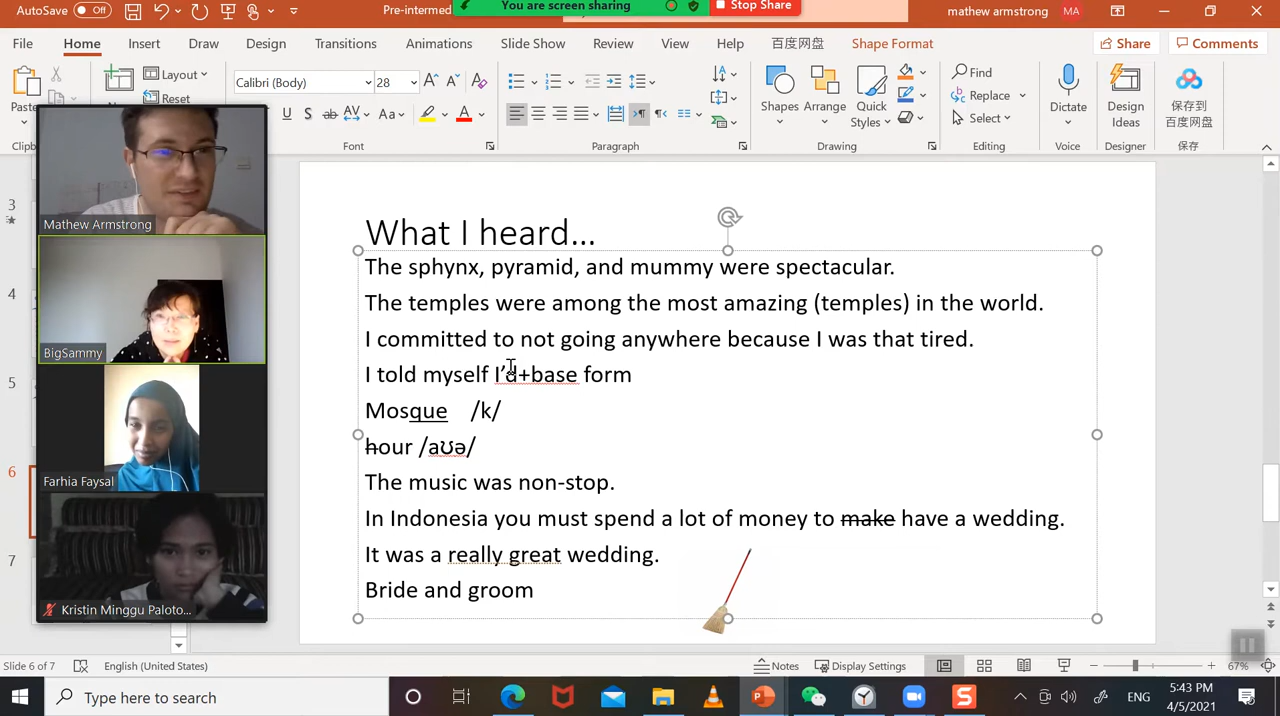 AutoSave Off Pre-intermed You are screen sharing Stop Share mathew armstrong MA
File Home Insert Draw Design Transitions Animations Slide Show Review View Help 百度网盘 Shape Format Share Comments
Layout
Reset
Paste
Calibri (Body) 28
Shapes Arrange Quick Styles
Find
Replace
Select
Dictate
Design Ideas
保存到 百度网盘
Clipb Font Paragraph Drawing Editing Voice Designer 保存
Mathew Armstrong
BigSammy
Farhia Faysal
Kristin Minggu Paloto...
3
4
5
6
7
What I heard...
The sphynx, pyramid, and mummy were spectacular.
The temples were among the most amazing (temples) in the world.
I committed to not going anywhere because I was that tired.
I told myself I'd+base form
Mosque /k/
hour /aʊə/
The music was non-stop.
In Indonesia you must spend a lot of money to make have a wedding.
It was a really great wedding.
Bride and groom
Slide 6 of 7 English (United States) Notes Display Settings 67%
Type here to search ENG 5:43 PM
4/5/2021